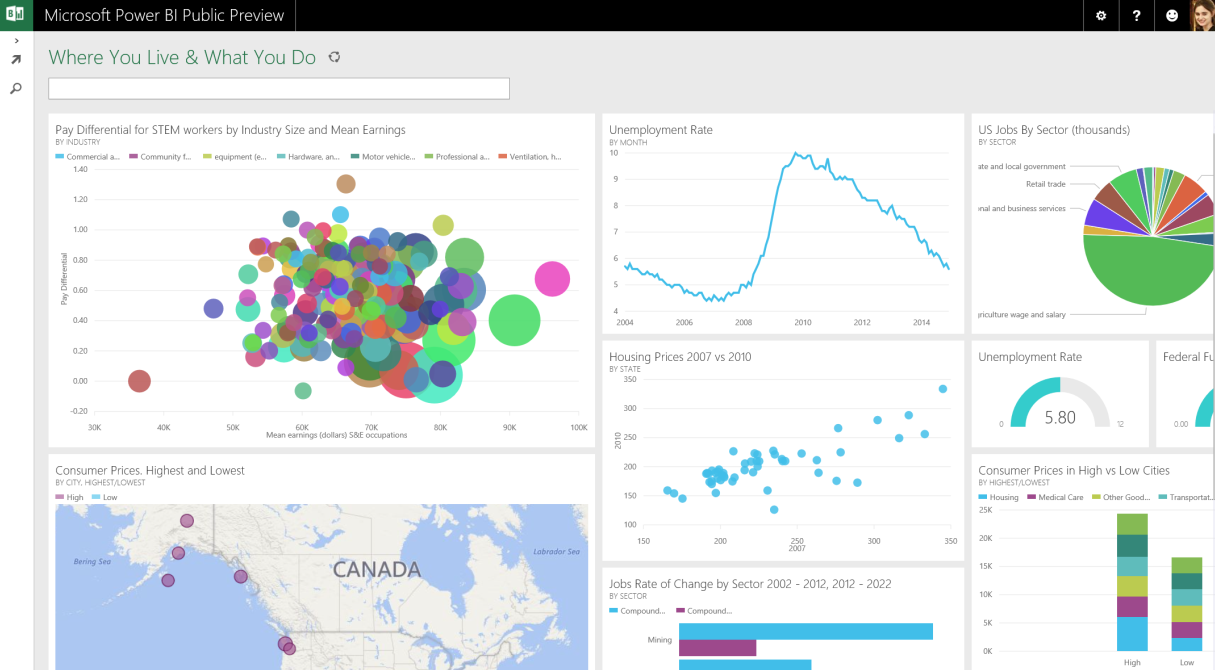 Microsoft Power BI Public Preview
?
Where You Live & What You Do
Pay Differential for STEM workers by Industry Size and Mean Earnings
BY INDUSTRY
Commercial a... Community f... equipment (e... Hardware, an... Motor vehicle... Professional a... Ventilation, h...
1.40
1.20
1.00
0.80
0.60
0.40
0.20
0.00
-0.20
Pay Differential
30K 40K 50K 60K 70K 80K 90K 100K
Mean earnings (dollars) S&E occupations
Unemployment Rate
BY MONTH
10
9
8
7
6
5
4
2004 2006 2008 2010 2012 2014
US Jobs By Sector (thousands)
BY SECTOR
ate and local government
Retail trade
nal and business services
riculture wage and salary
Housing Prices 2007 vs 2010
BY STATE
350
300
250
200
150
100
2010
150 200 250 300 350
2007
Unemployment Rate
5.80
0 12
Federal Fu
0.00
Consumer Prices. Highest and Lowest
BY CITY, HIGHEST/LOWEST
High Low
Bering Sea
CANADA
Labrador Sea
Jobs Rate of Change by Sector 2002 - 2012, 2012 - 2022
BY SECTOR
Compound... Compound...
Mining
Consumer Prices in High vs Low Cities
BY HIGHEST/LOWEST
Housing Medical Care Other Good... Transportat...
25K
20K
15K
10K
5K
0K
High Low